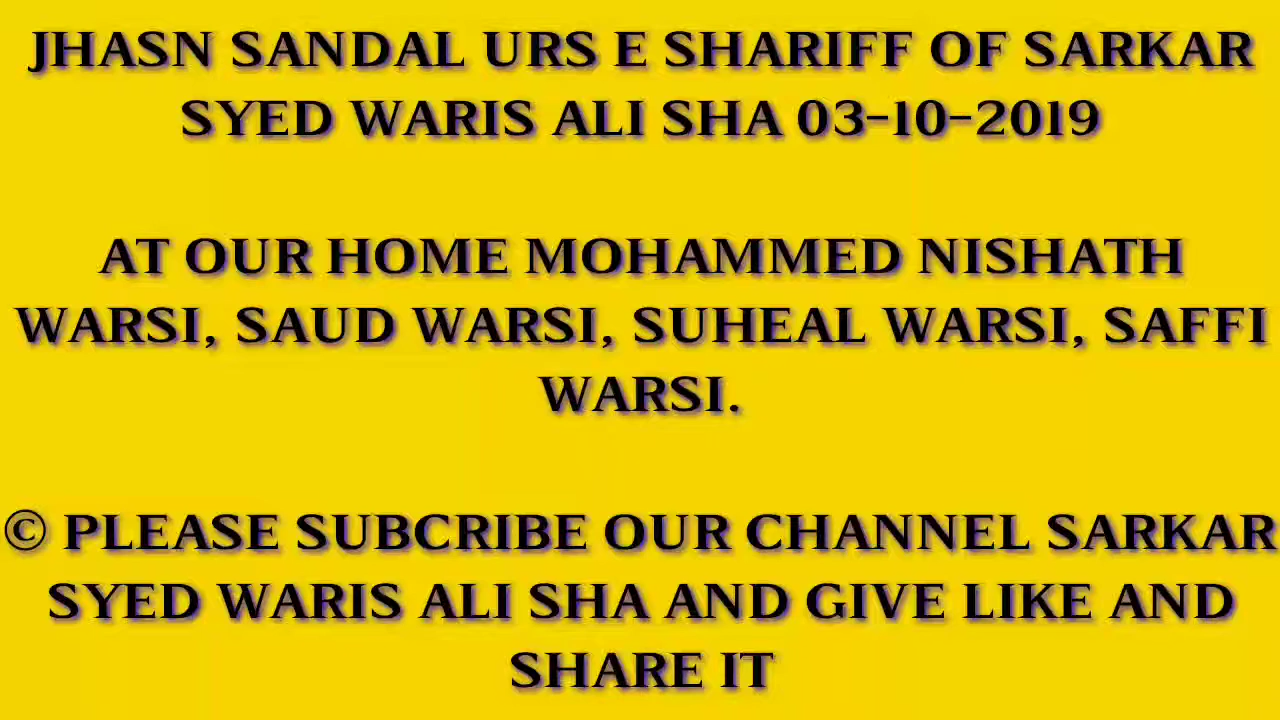 JHASN SANDAL URS E SHARIFF OF SARKAR
SYED WARIS ALI SHA 03-10-2019
AT OUR HOME MOHAMMED NISHATH
WARSI, SAUD WARSI, SUHEAL WARSI, SAFFI
WARSI.
© PLEASE SUBCRIBE OUR CHANNEL SARKAR
SYED WARIS ALI SHA AND GIVE LIKE AND
SHARE IT